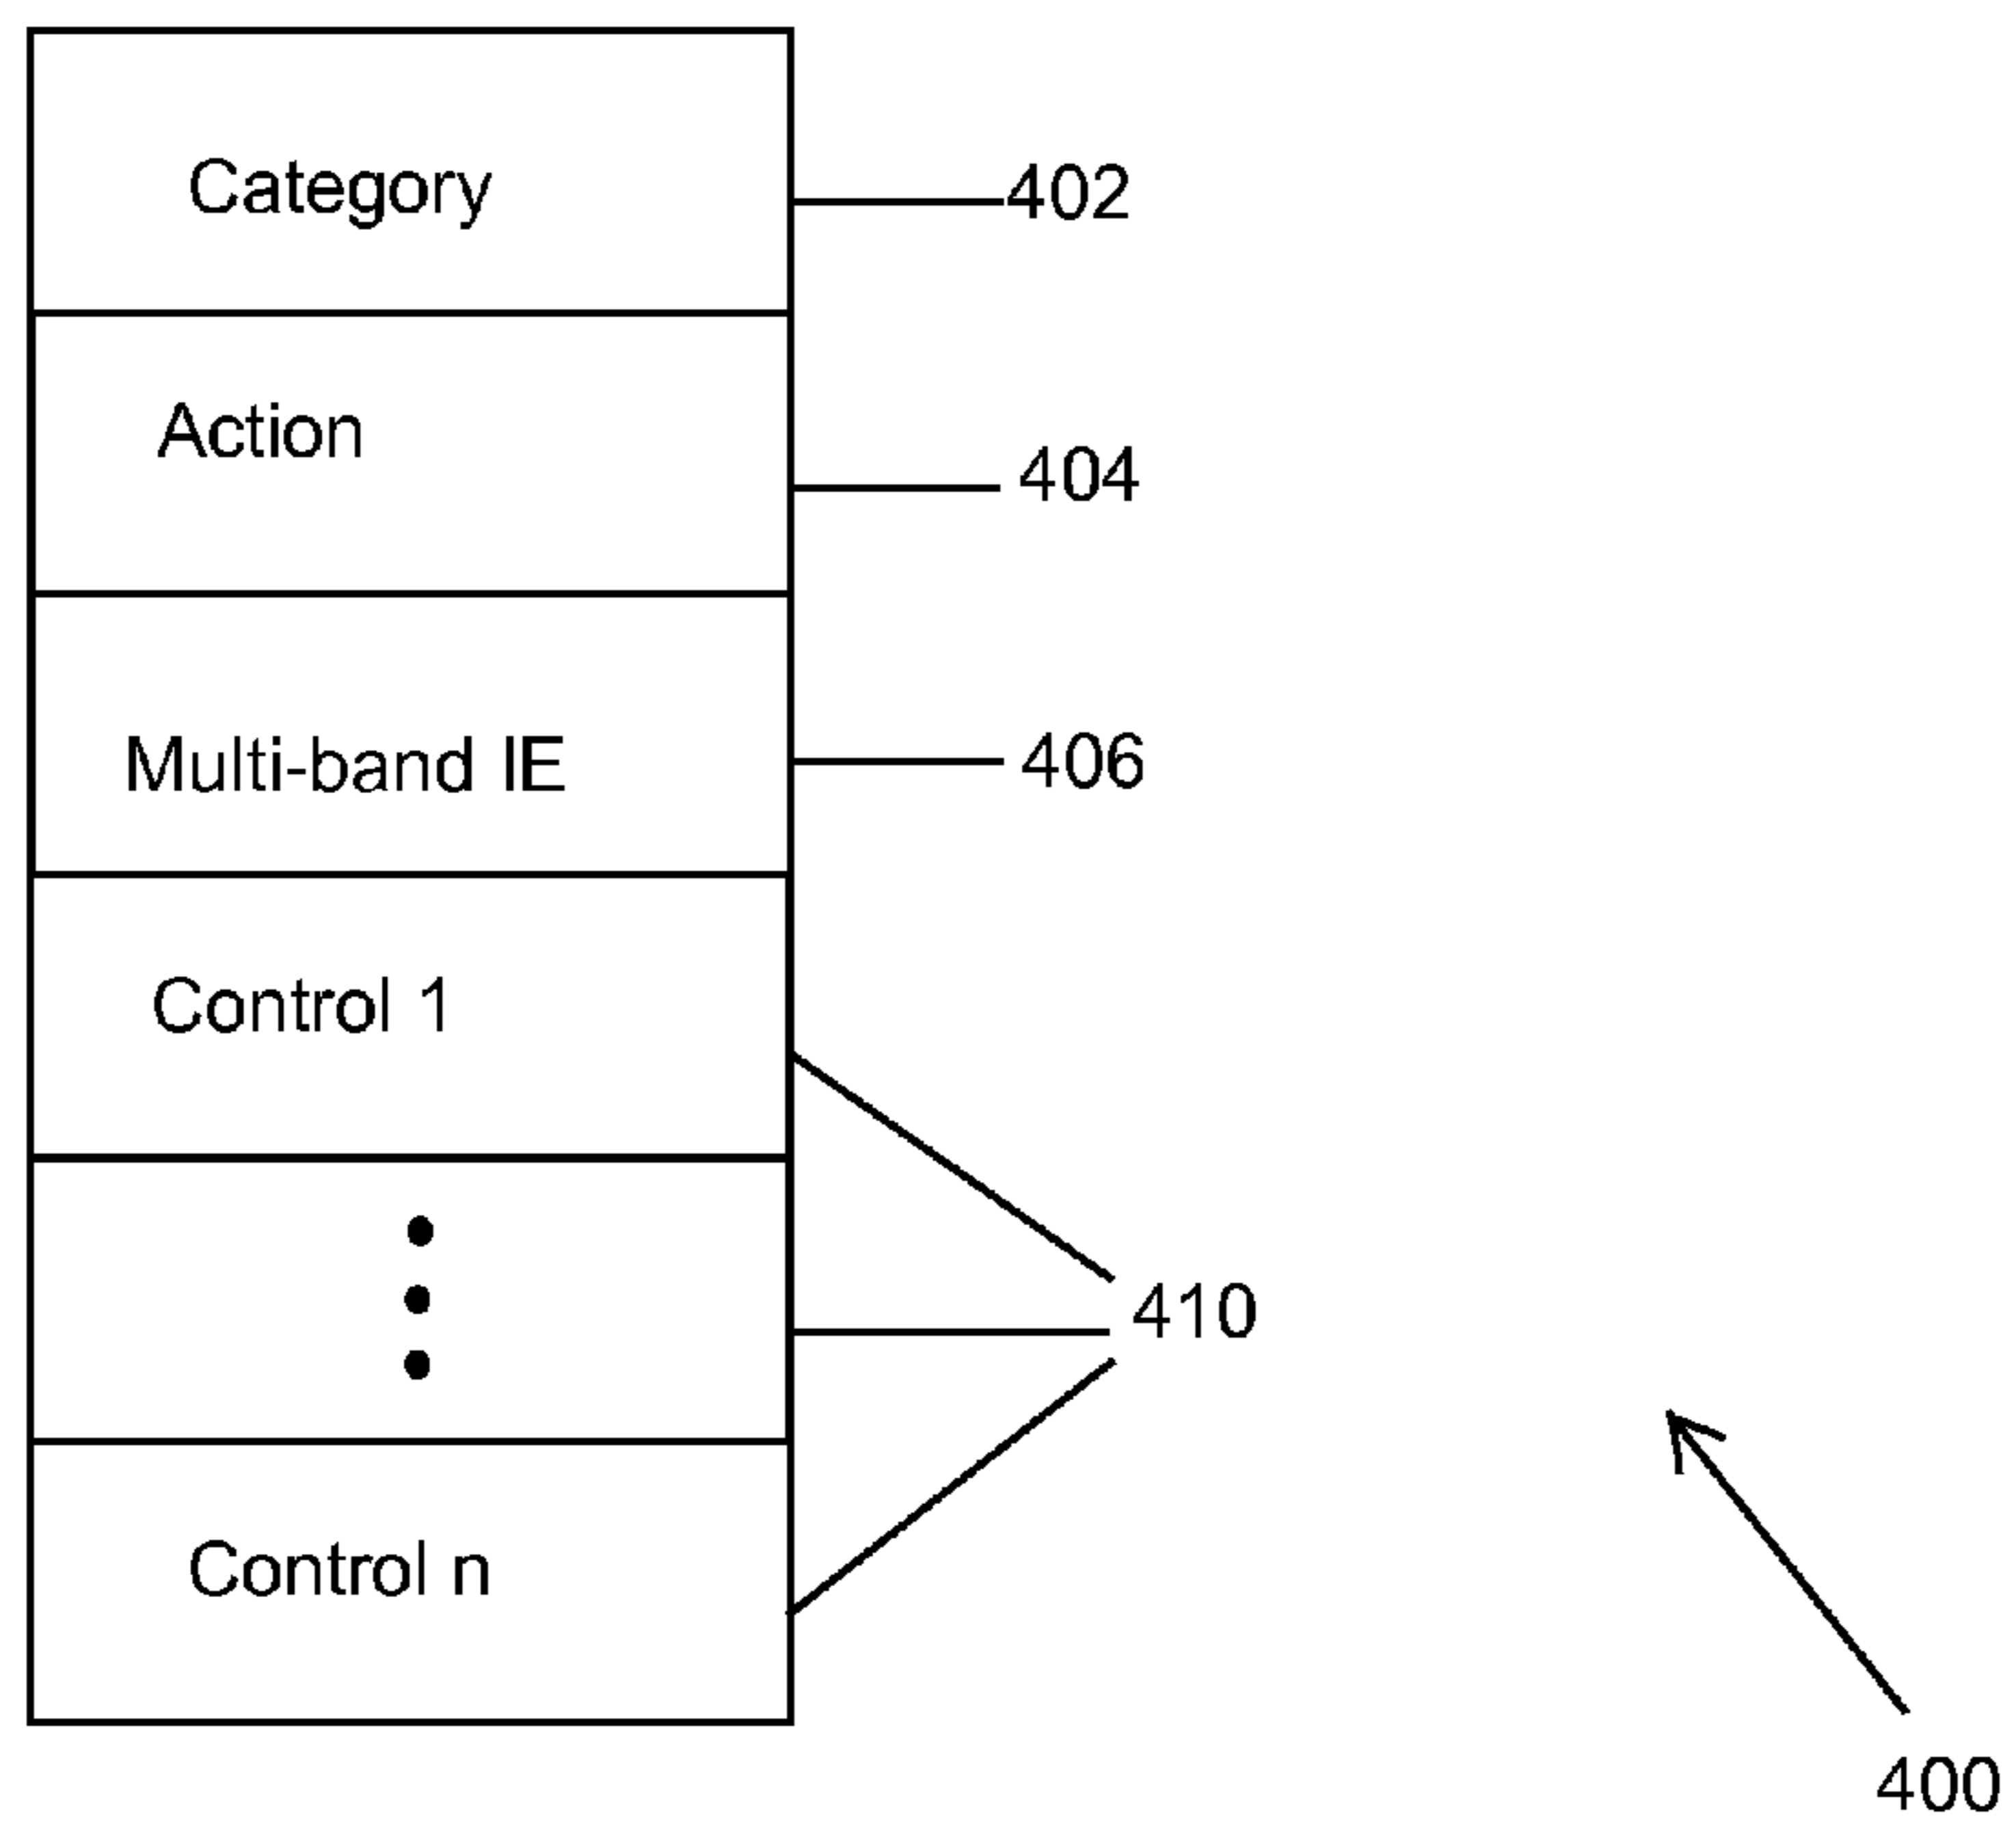 Category 402
Action 404
Multi-band IE 406
Control 1
410
Control n
400